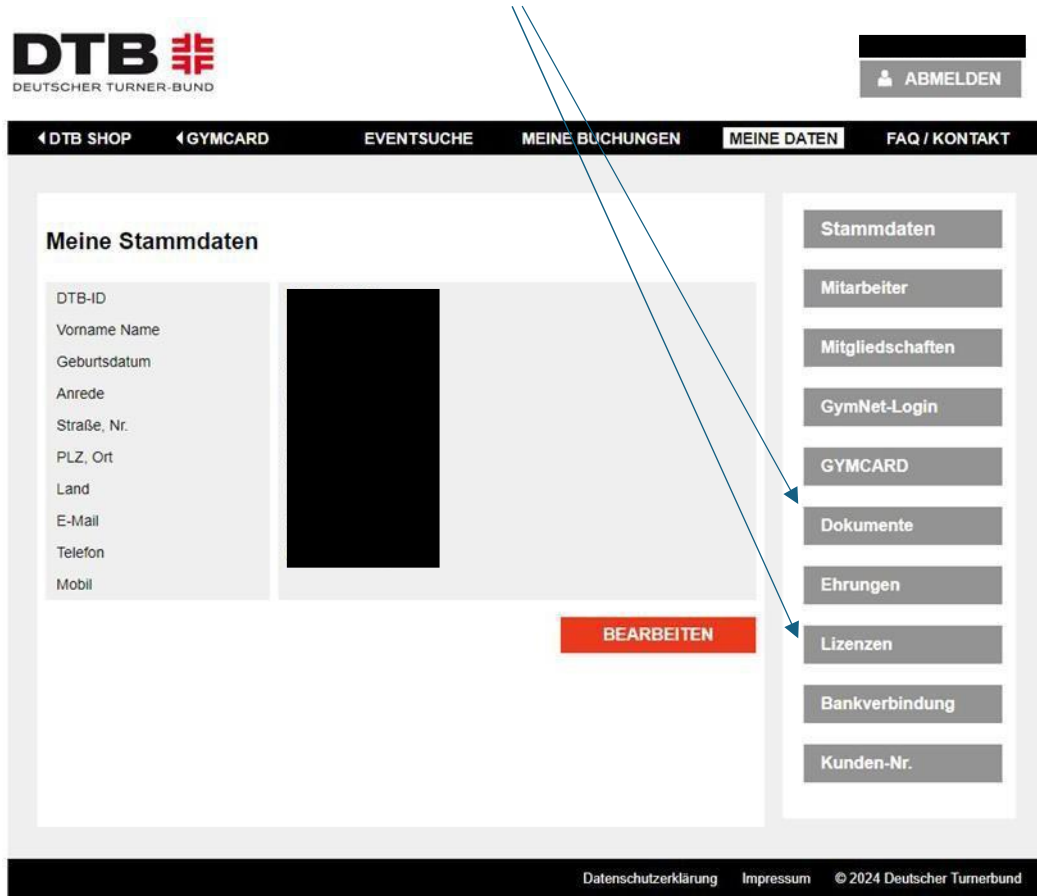 DTB
DEUTSCHER TURNER-BUND
ABMELDEN
DTB SHOP GYMCARD EVENTSUCHE MEINE BUCHUNGEN MEINE DATEN FAQ / KONTAKT
Meine Stammdaten
DTB-ID
Vorname Name
Geburtsdatum
Anrede
Straße, Nr.
PLZ, Ort
Land
E-Mail
Telefon
Mobil
BEARBEITEN
Stammdaten
Mitarbeiter
Mitgliedschaften
GymNet-Login
GYMCARD
Dokumente
Ehrungen
Lizenzen
Bankverbindung
Kunden-Nr.
Datenschutzerklärung Impressum © 2024 Deutscher Turnerbund